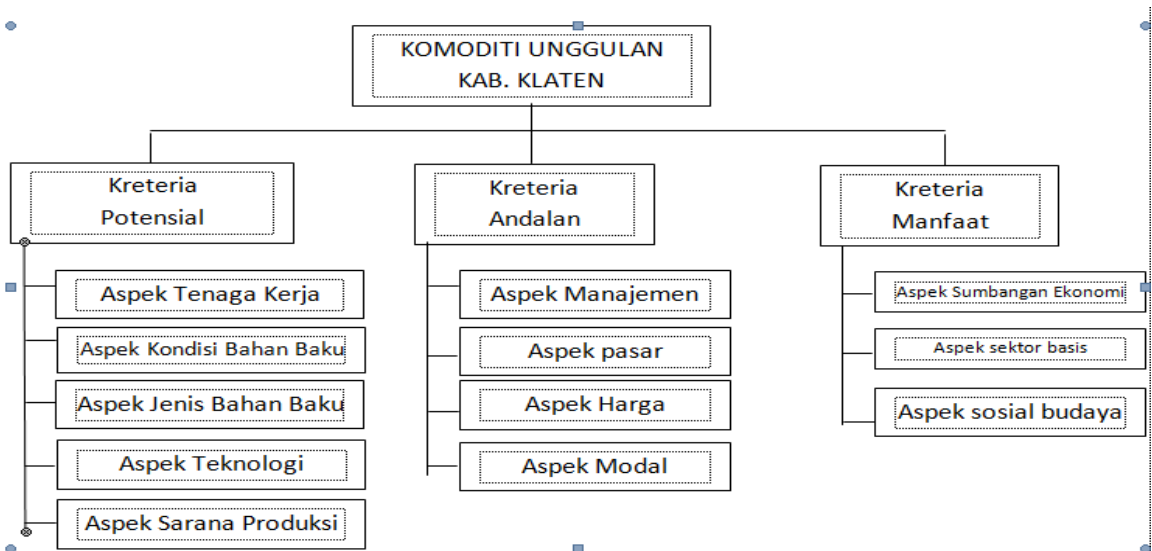 KOMODITI UNGGULAN
KAB. KLATEN
Kreteria
Potensial
Aspek Tenaga Kerja
Aspek Kondisi Bahan Baku
Aspek Jenis Bahan Baku
Aspek Teknologi
Aspek Sarana Produksi
Kreteria
Andalan
Aspek Manajemen
Aspek pasar
Aspek Harga
Aspek Modal
Kreteria
Manfaat
Aspek Sumbangan Ekonomi
Aspek sektor basis
Aspek sosial budaya